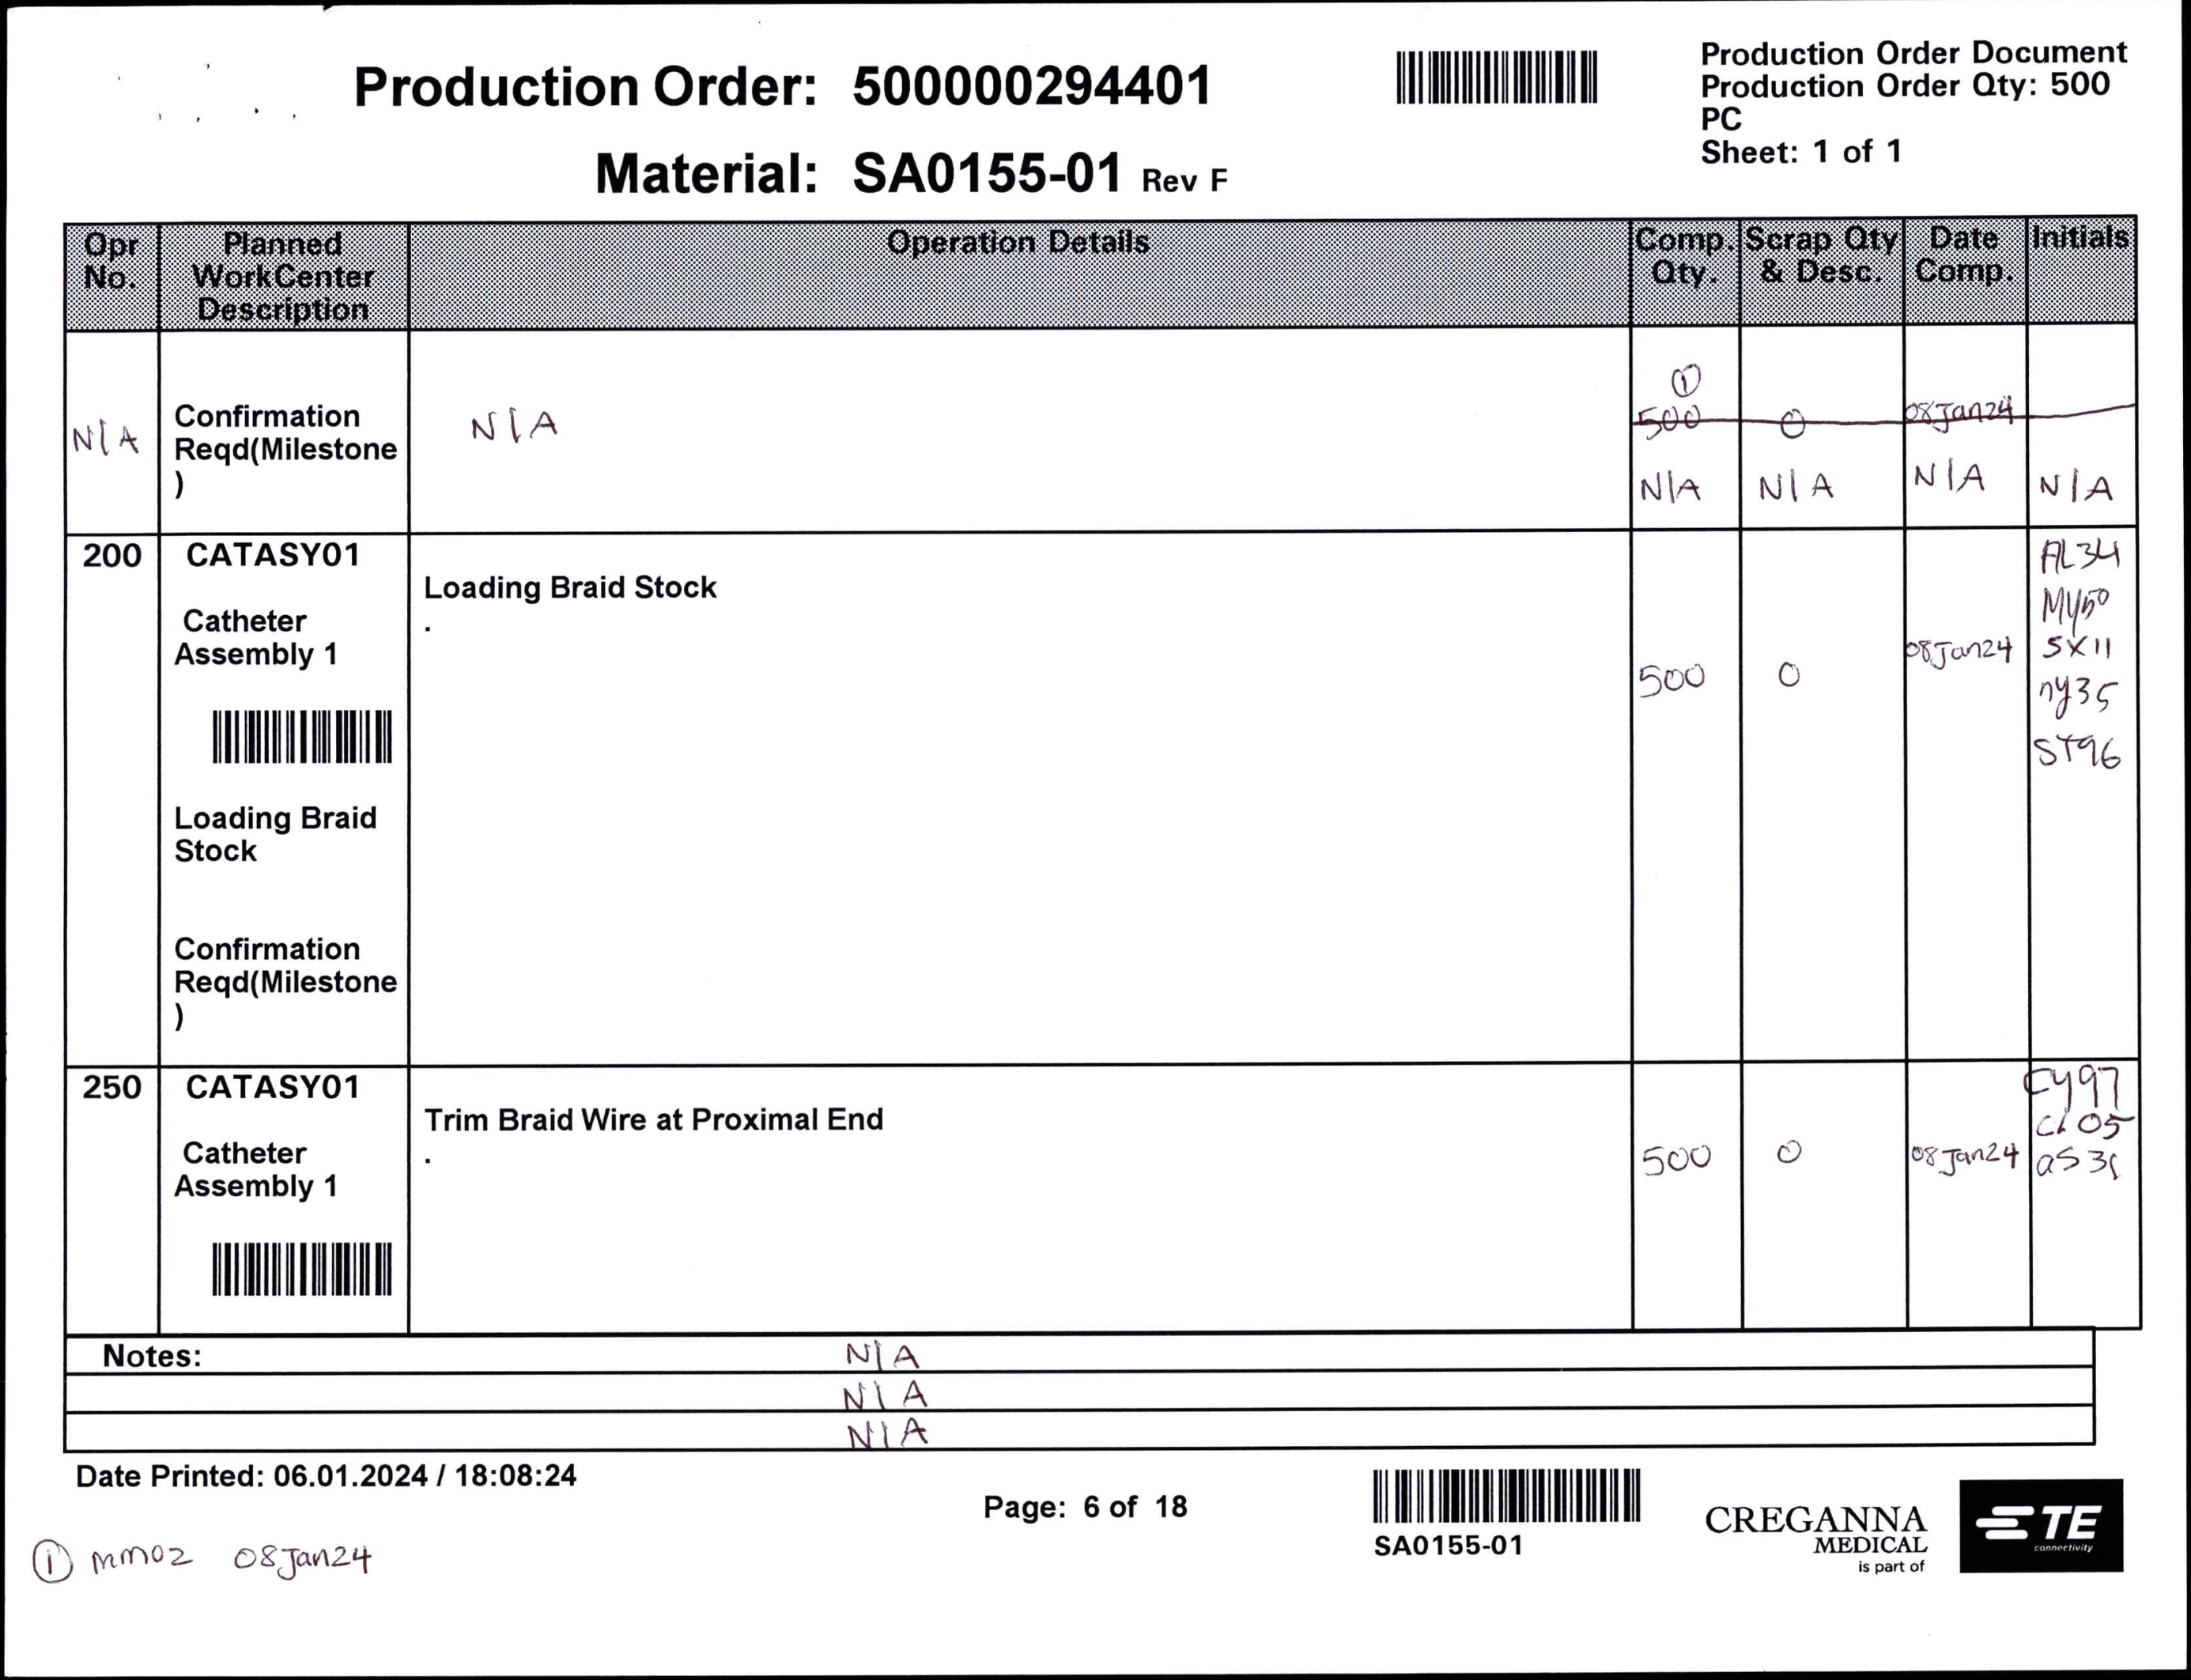 Production Order: 500000294401
Material: SA0155-01 Rev F
Production Order Document
Production Order Qty: 500
PC
Sheet: 1 of 1
Opr No.
Planned WorkCenter Description
Operation Details
Comp. Qty.
Scrap Qty & Desc.
Date Comp.
Initials
N/A
Confirmation
Reqd(Milestone
)
N/A
①
500 0 08Jan24
N/A N/A N/A N/A
200
CATASY01
Catheter
Assembly 1
Loading Braid
Stock
Confirmation
Reqd(Milestone
)
Loading Braid Stock
.
500
0
08Jan24
AL34
MY50
SX11
ny35
ST96
250
CATASY01
Catheter
Assembly 1
Trim Braid Wire at Proximal End
.
500
0
08Jan24
CL05
Notes: N/A
N/A
N/A
Date Printed: 06.01.2024 / 18:08:24
Page: 6 of 18
SA0155-01
CREGANNA
MEDICAL
is part of
TE
connectivity
① mm02 08Jan24